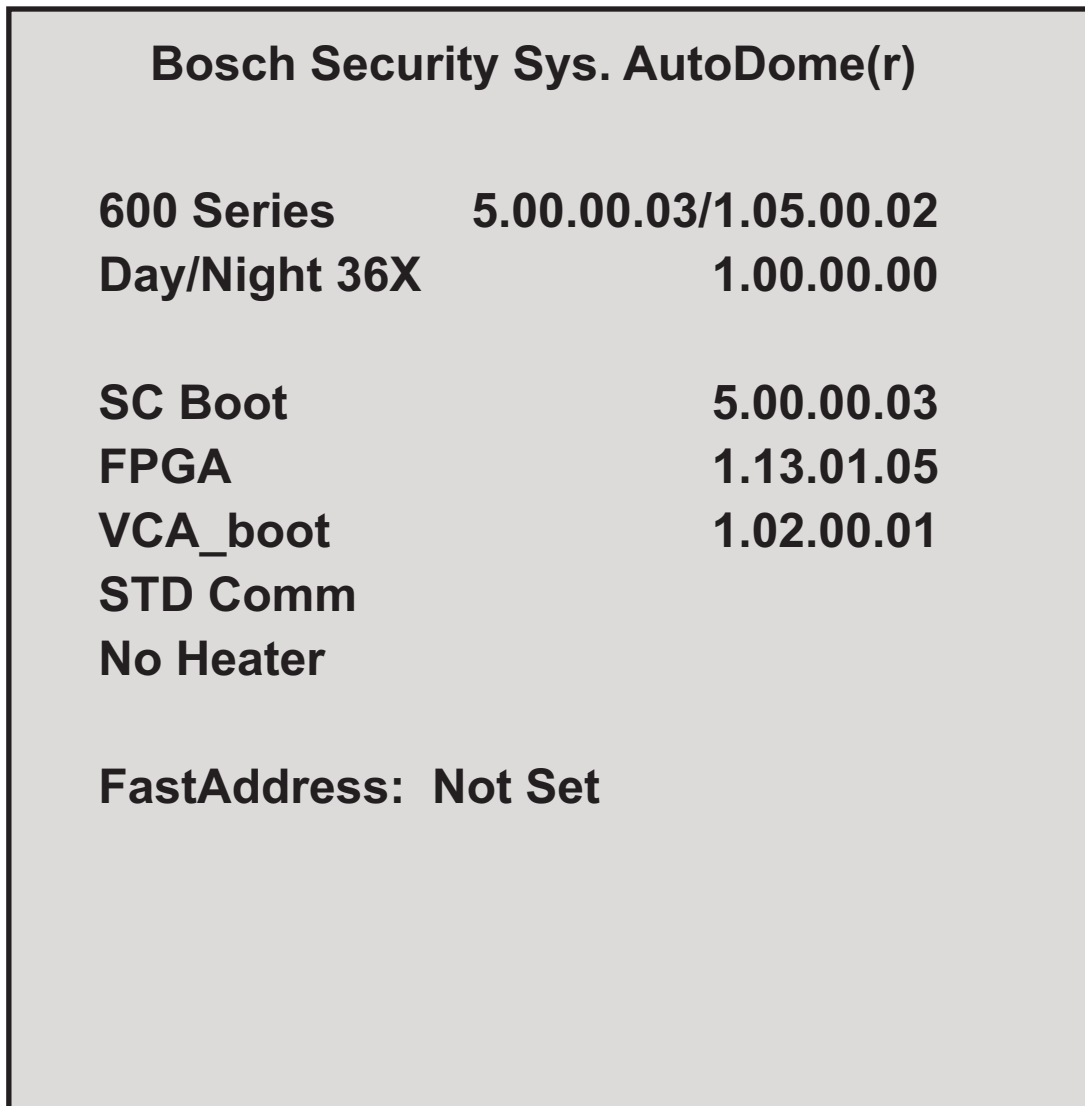 Bosch Security Sys. AutoDome(r)
600 Series 5.00.00.03/1.05.00.02
Day/Night 36X 1.00.00.00
SC Boot 5.00.00.03
FPGA 1.13.01.05
VCA_boot 1.02.00.01
STD Comm
No Heater
FastAddress: Not Set